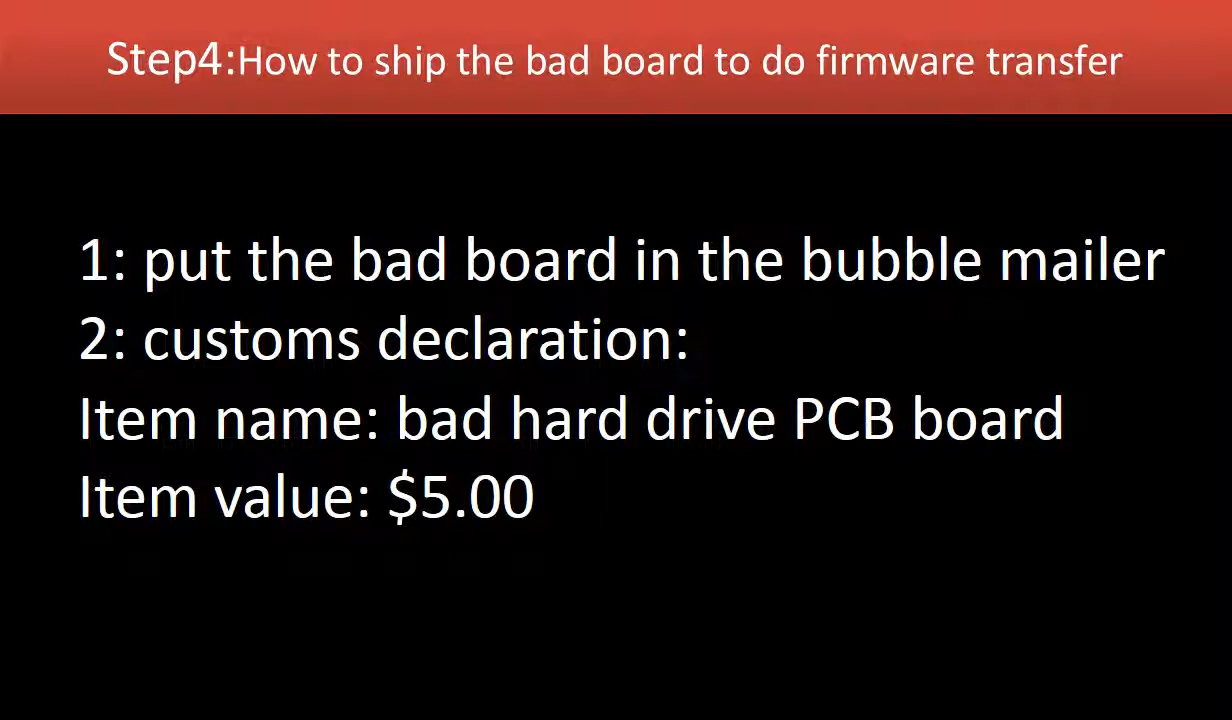 Step4:How to ship the bad board to do firmware transfer
1: put the bad board in the bubble mailer
2: customs declaration:
Item name: bad hard drive PCB board
Item value: $5.00